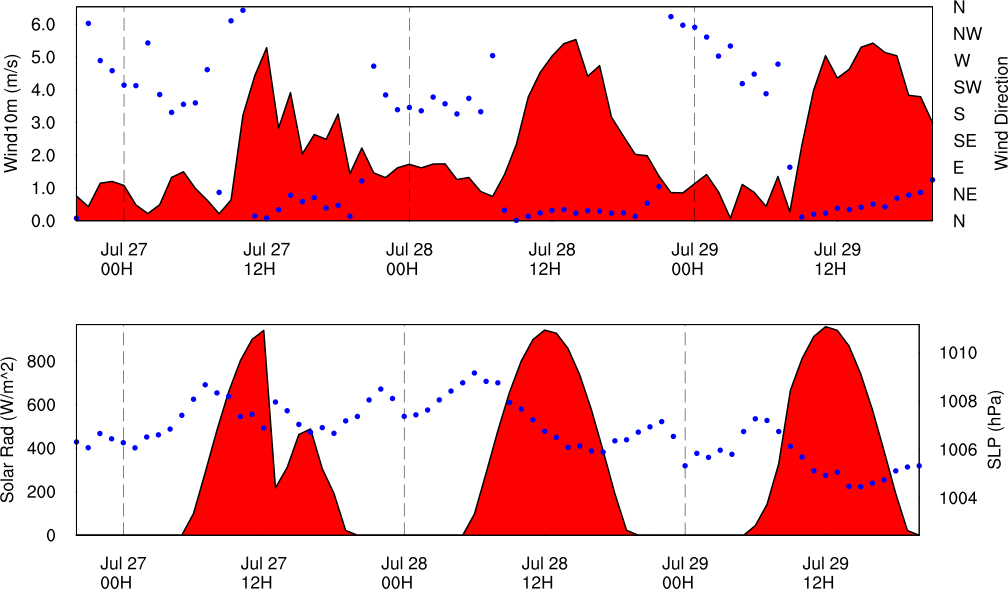 N
6.0
NW
5.0
W
4.0
SW
3.0
S
2.0
SE
1.0
E
0.0
NE
N
Wind10m (m/s)
Wind Direction
Jul 27 Jul 27 Jul 28 Jul 28 Jul 29 Jul 29
00H 12H 00H 12H 00H 12H
800
600
400
200
0
1010
1008
1006
1004
Solar Rad (W/m^2)
SLP (hPa)
Jul 27 Jul 27 Jul 28 Jul 28 Jul 29 Jul 29
00H 12H 00H 12H 00H 12H